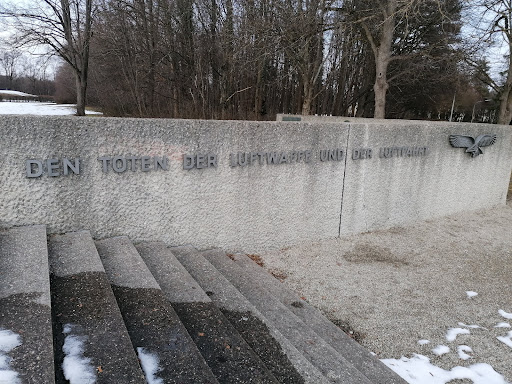 DEN TOTEN DER LUFTWAFFE UND DER LUFTFAHRT